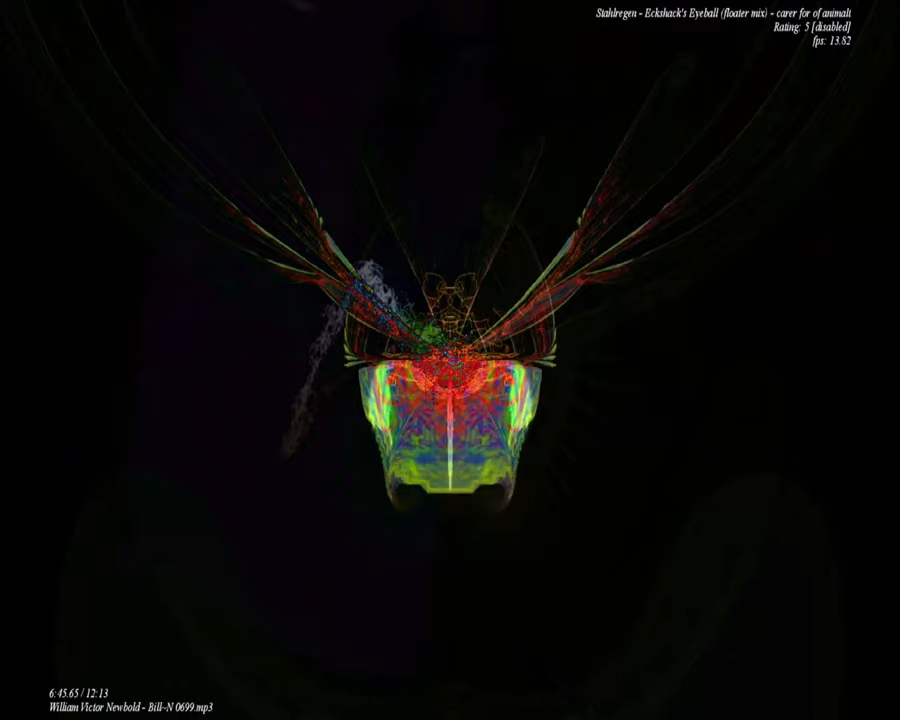 Stahlregen - Eckshack's Eyeball (floater mix) - carer for of animalt
Rating: 5 [disabled]
fps: 13.82
6:45.65 / 12:13
William Victor Newbold - Bill~N 0699.mp3